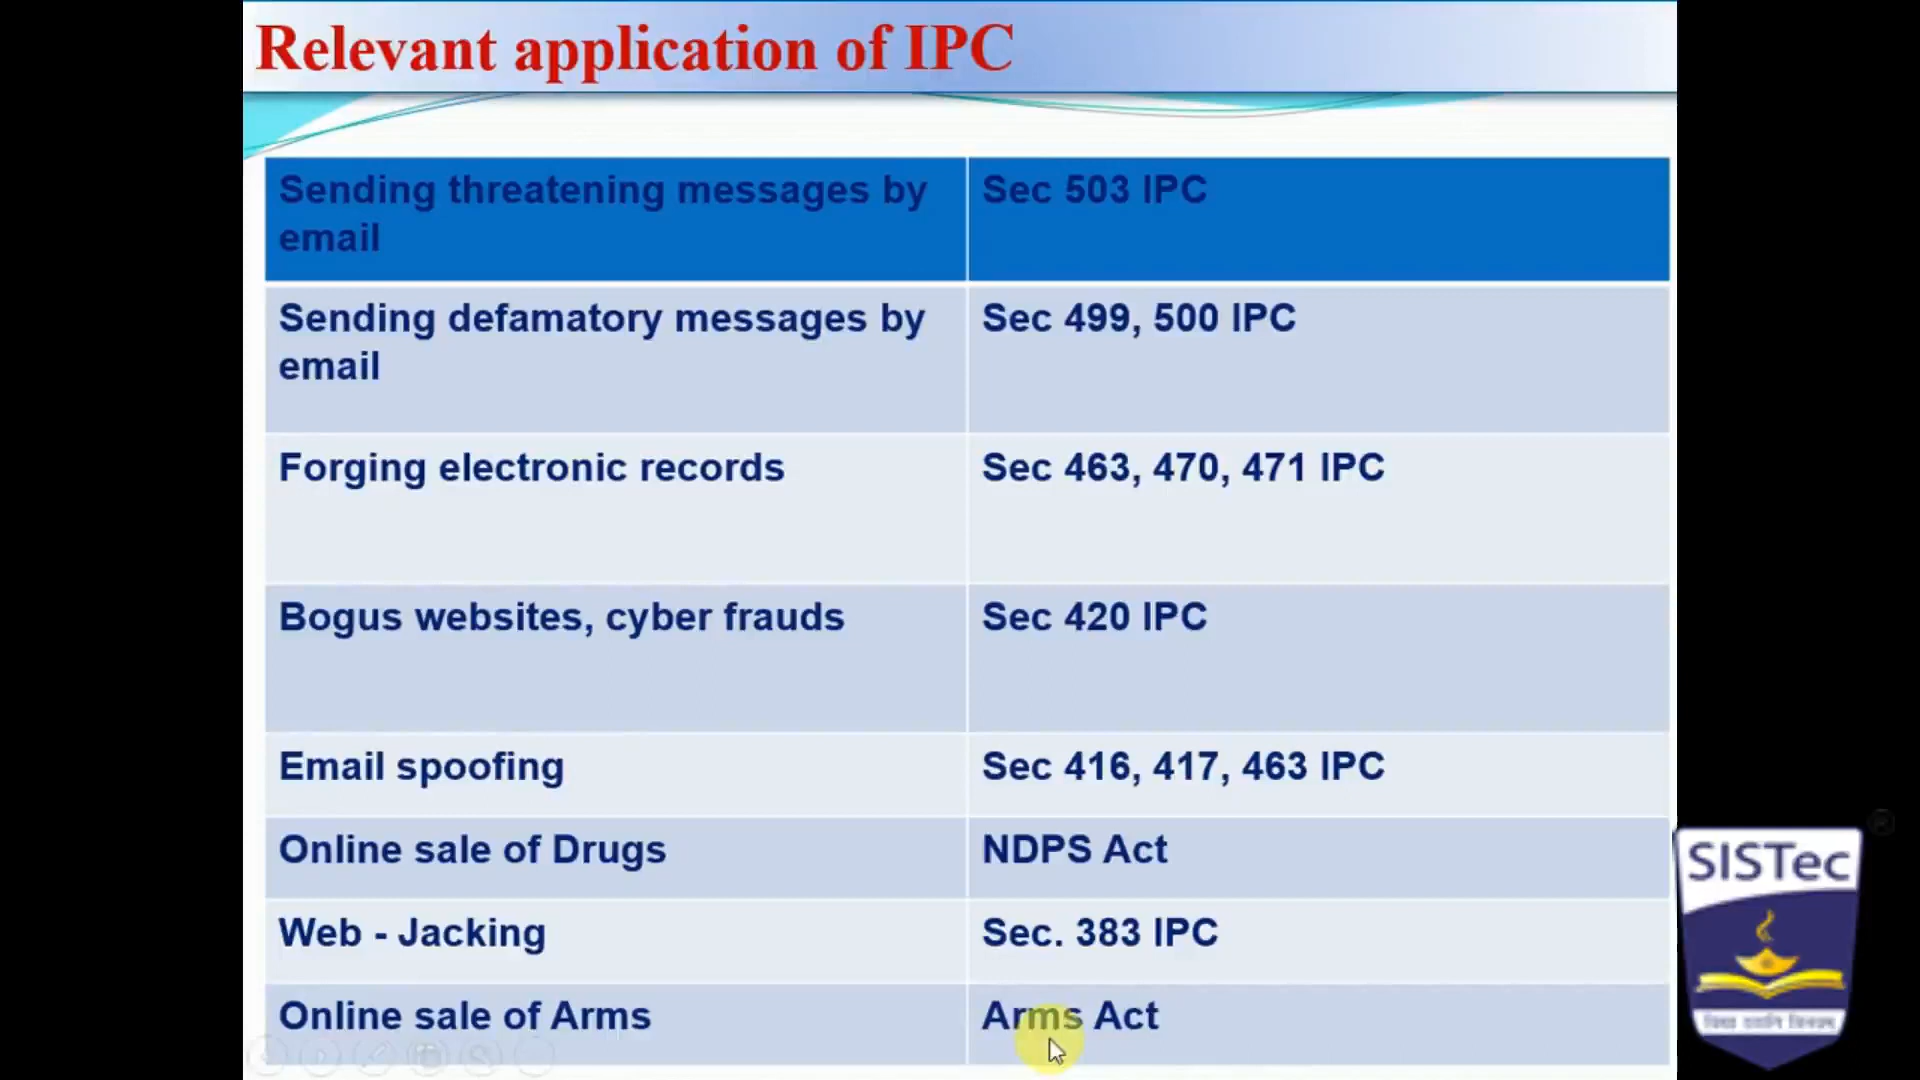 Relevant application of IPC
Sending threatening messages by
email
Sec 503 IPC
Sending defamatory messages by
email
Sec 499, 500 IPC
Forging electronic records
Sec 463, 470, 471 IPC
Bogus websites, cyber frauds
Sec 420 IPC
Email spoofing
Sec 416, 417, 463 IPC
Online sale of Drugs
NDPS Act
Web - Jacking
Sec. 383 IPC
Online sale of Arms
Arms Act
SISTec